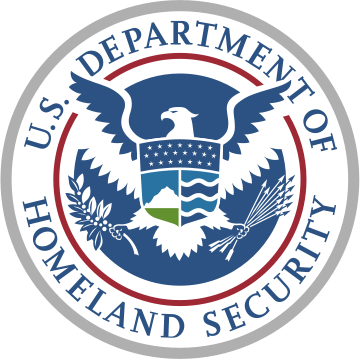 U.S. DEPARTMENT OF
HOMELAND SECURITY